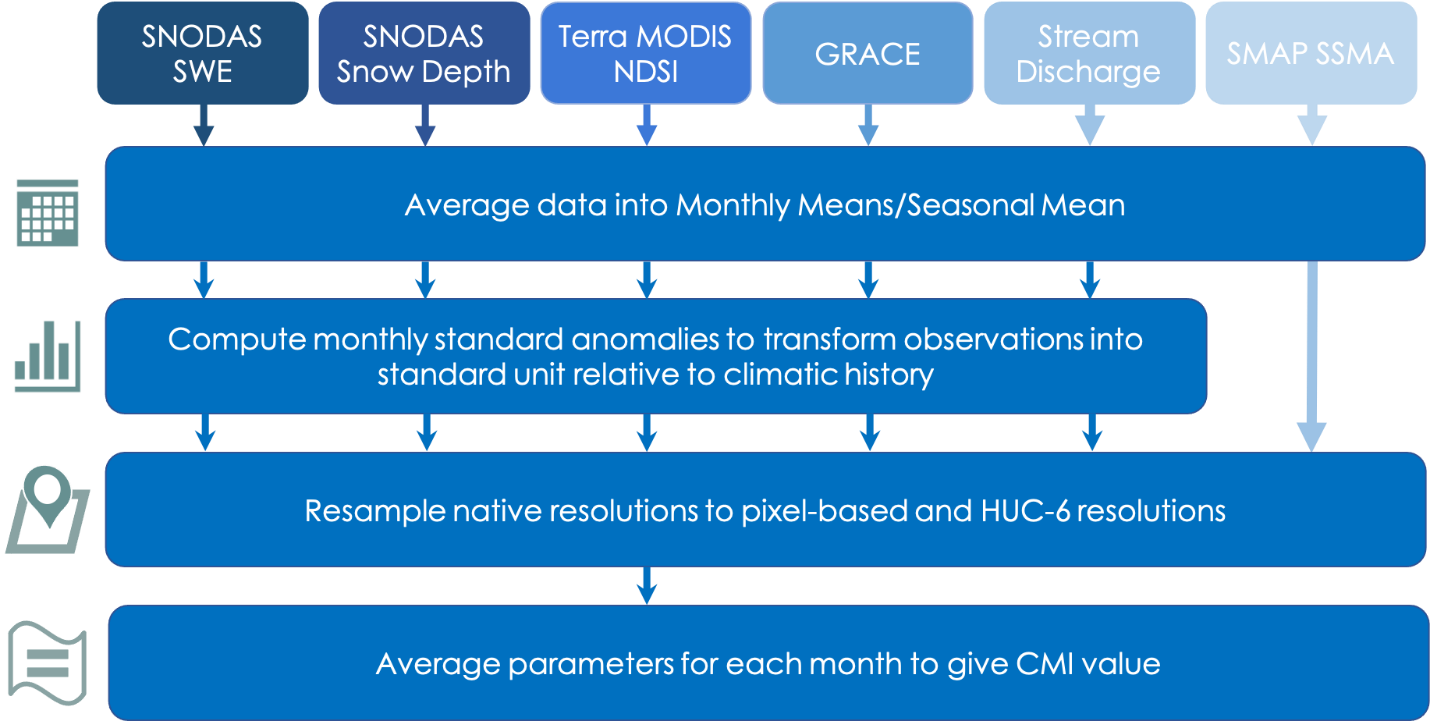 SNODAS
SWE
SNODAS
Snow Depth
Terra MODIS
NDSI
GRACE
Stream
Discharge
SMAP SSMA
Average data into Monthly Means/Seasonal Mean
Compute monthly standard anomalies to transform observations into
standard unit relative to climatic history
Resample native resolutions to pixel-based and HUC-6 resolutions
Average parameters for each month to give CMI value